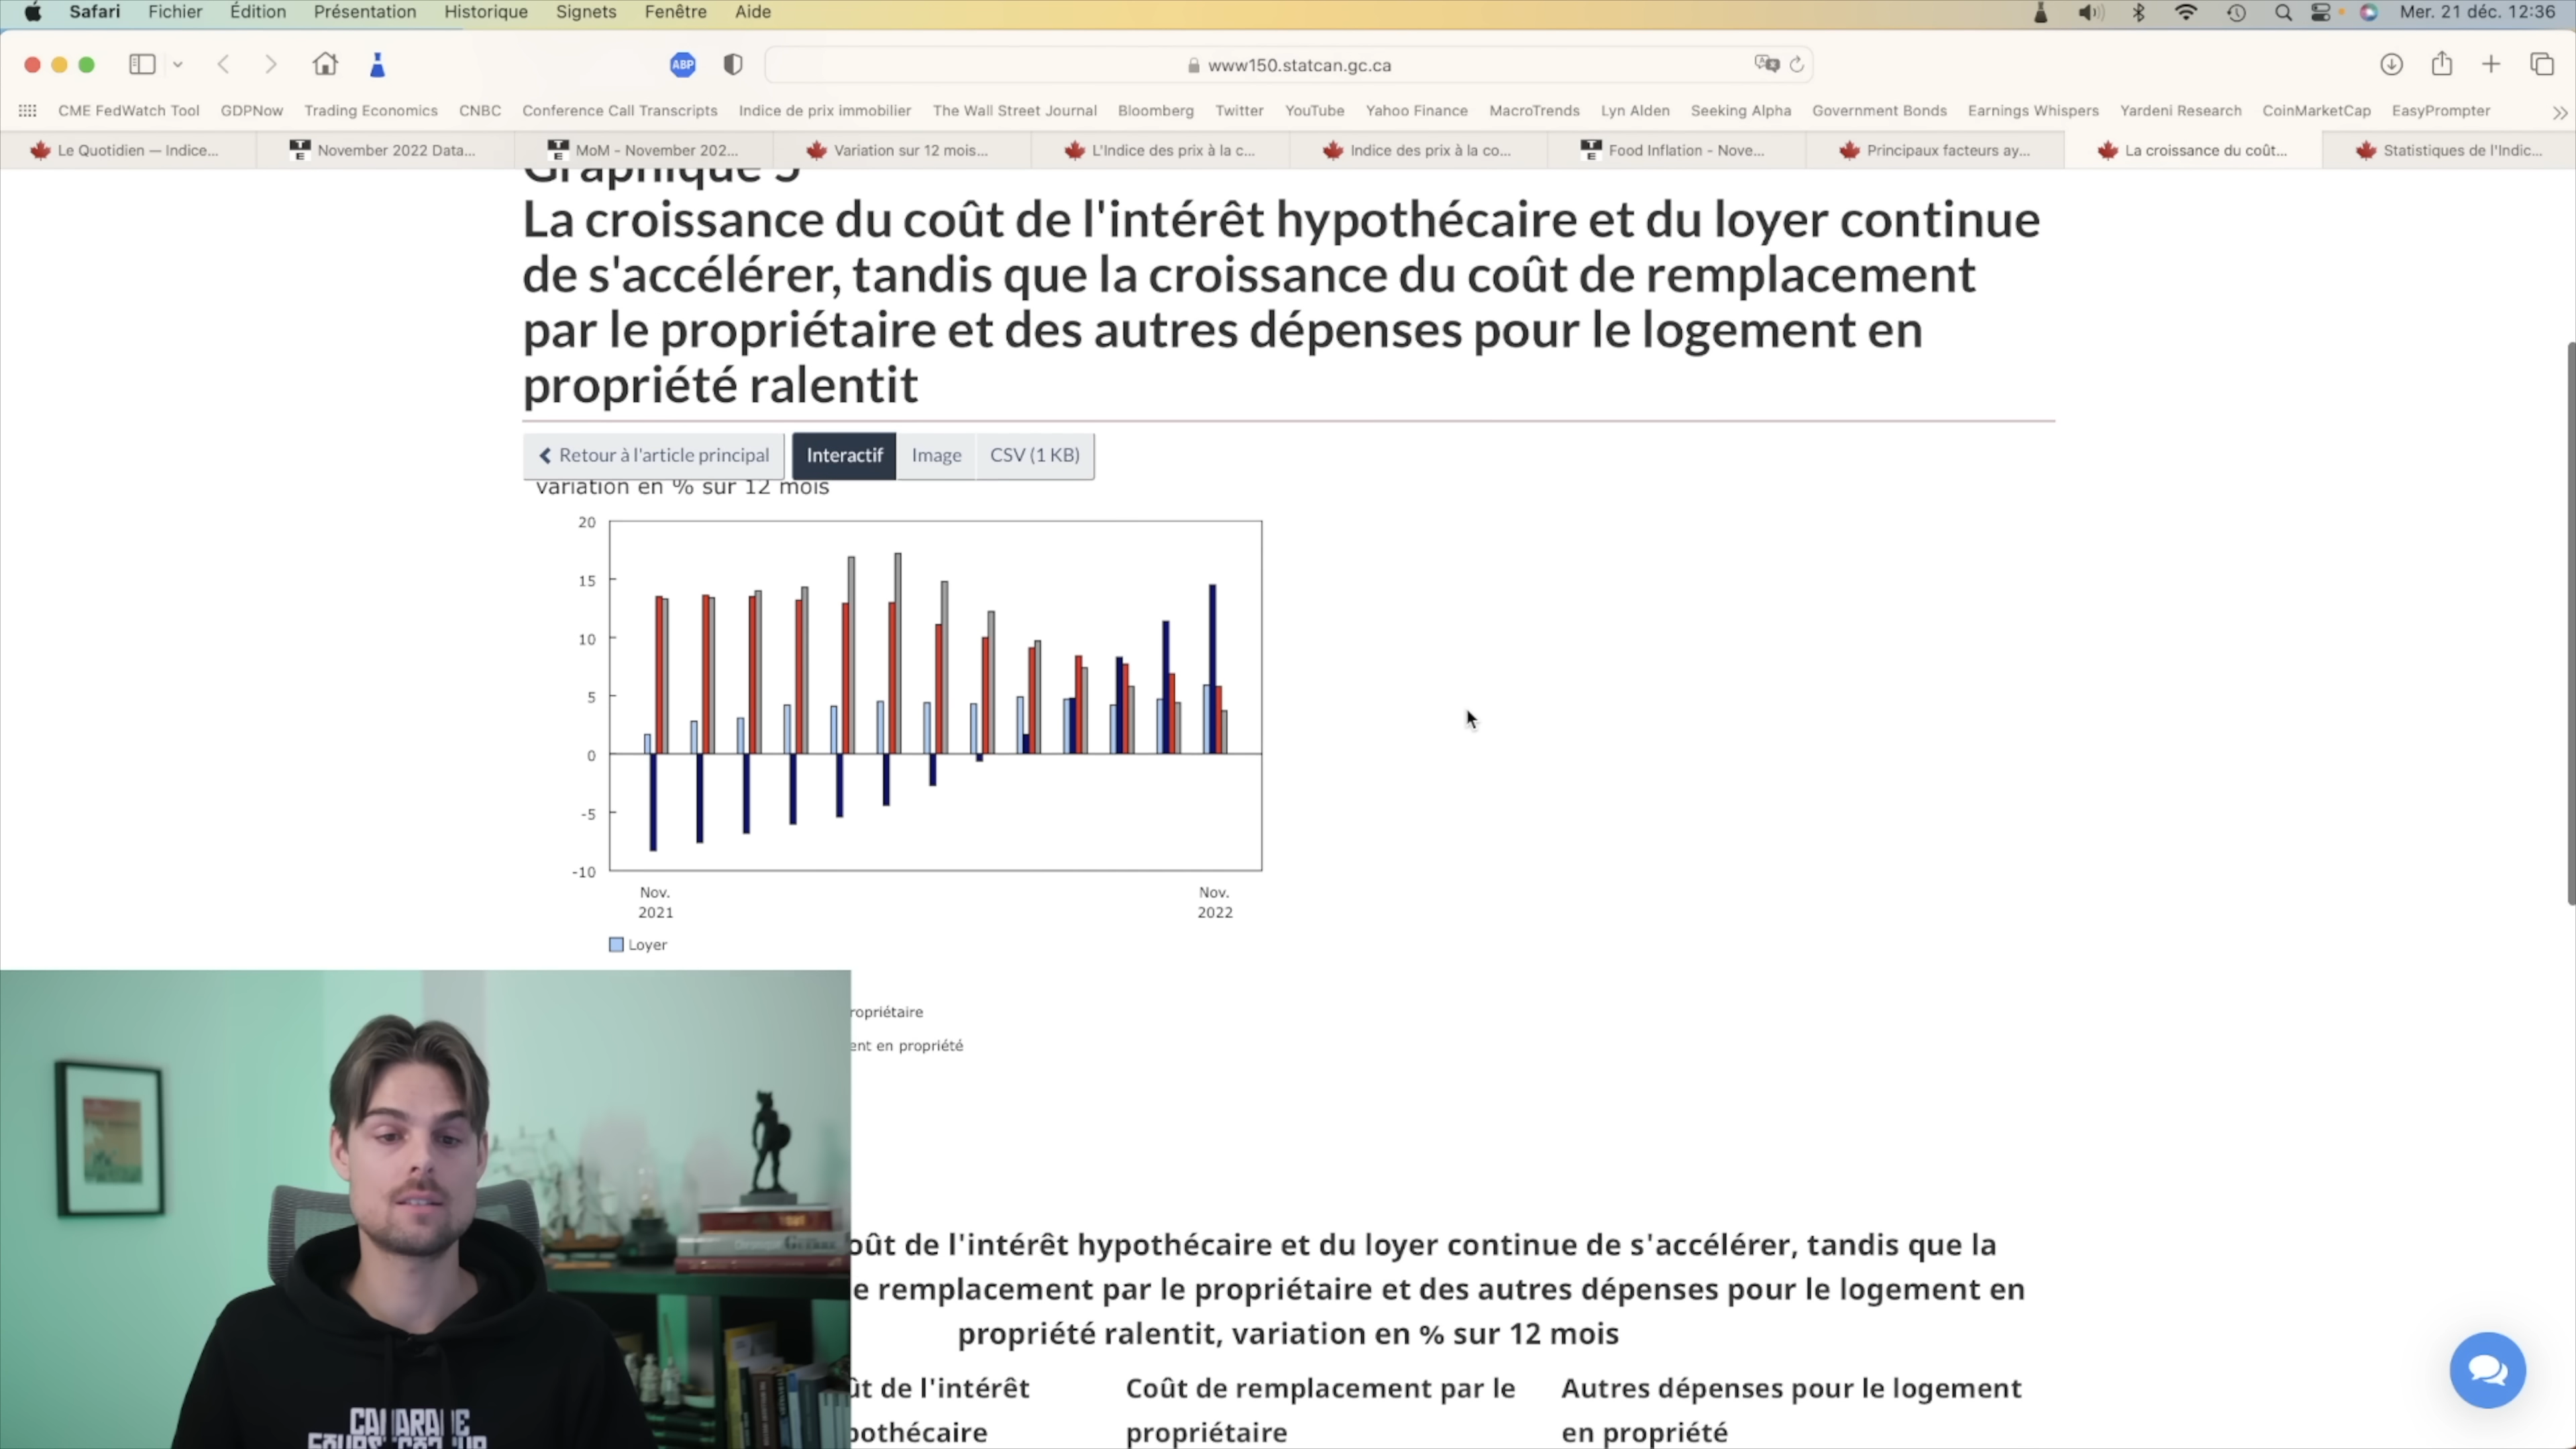 Safari Fichier Édition Présentation Historique Signets Fenêtre Aide Mer. 21 déc. 12:36
ABP www150.statcan.gc.ca
CME FedWatch Tool GDPNow Trading Economics CNBC Conference Call Transcripts Indice de prix immobilier The Wall Street Journal Bloomberg Twitter YouTube Yahoo Finance MacroTrends Lyn Alden Seeking Alpha Government Bonds Earnings Whispers Yardeni Research CoinMarketCap EasyPrompter
Le Quotidien — Indice... TE November 2022 Data... TE MoM - November 202... Variation sur 12 mois... L'Indice des prix à la c... Indice des prix à la co... TE Food Inflation - Nove... Principaux facteurs ay... La croissance du coût... Statistiques de l'Indic...
Graphique 5
La croissance du coût de l'intérêt hypothécaire et du loyer continue
de s'accélérer, tandis que la croissance du coût de remplacement
par le propriétaire et des autres dépenses pour le logement en
propriété ralentit
Retour à l'article principal Interactif Image CSV (1 KB)
variation en % sur 12 mois
20
15
10
5
0
-5
-10
Nov. Nov.
2021 2022
Loyer
ropriétaire
ent en propriété
oût de l'intérêt hypothécaire et du loyer continue de s'accélérer, tandis que la
e remplacement par le propriétaire et des autres dépenses pour le logement en
propriété ralentit, variation en % sur 12 mois
ût de l'intérêt Coût de remplacement par le Autres dépenses pour le logement
pothécaire propriétaire en propriété